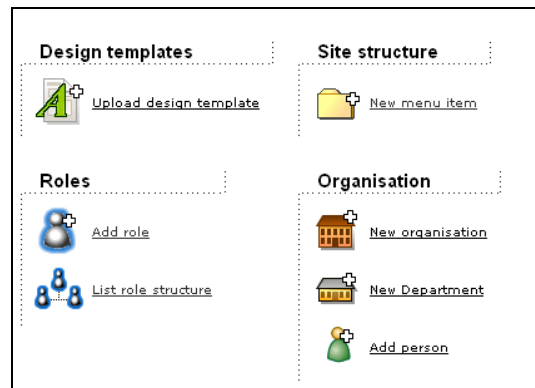 Design templates
Upload design template
Site structure
New menu item
Roles
Add role
List role structure
Organisation
New organisation
New Department
Add person